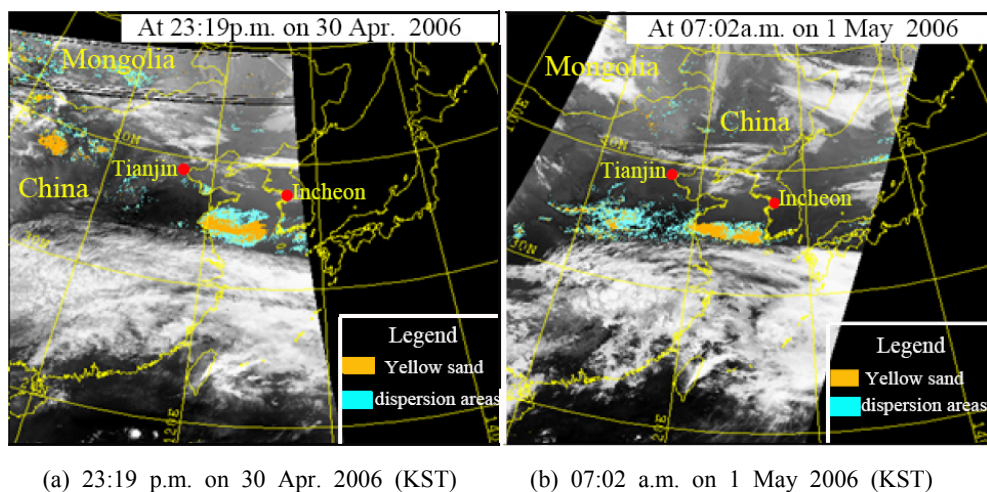 At 23:19p.m. on 30 Apr. 2006
Mongolia
Tianjin
Incheon
China
120E
Legend
Yellow sand
dispersion areas
At 07:02a.m. on 1 May 2006
Mongolia
China
Tianjin
Incheon
30N
Legend
Yellow sand
dispersion areas
(a) 23:19 p.m. on 30 Apr. 2006 (KST)
(b) 07:02 a.m. on 1 May 2006 (KST)